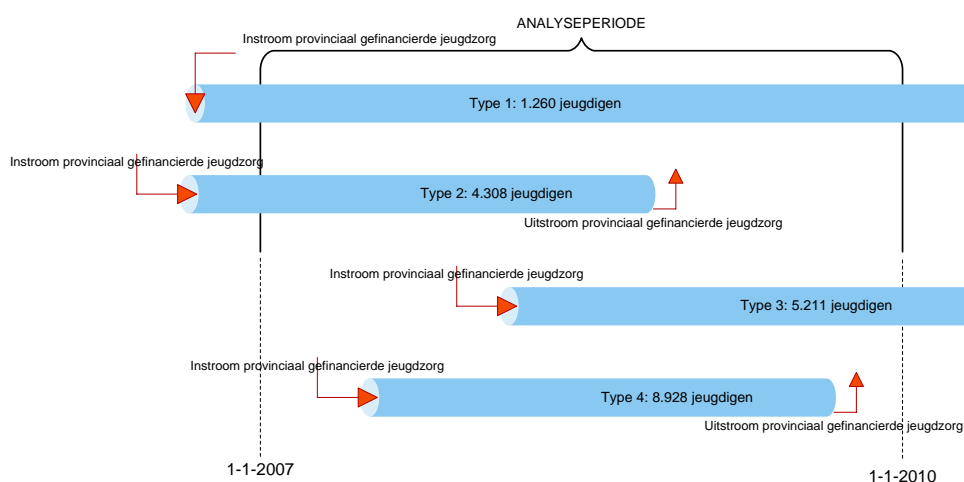 ANALYSEPERIODE
Instroom provinciaal gefinancierde jeugdzorg
Type 1: 1.260 jeugdigen
Instroom provinciaal gefinancierde jeugdzorg
Type 2: 4.308 jeugdigen
Uitstroom provinciaal gefinancierde jeugdzorg
Instroom provinciaal gefinancierde jeugdzorg
Type 3: 5.211 jeugdigen
Instroom provinciaal gefinancierde jeugdzorg
Type 4: 8.928 jeugdigen
Uitstroom provinciaal gefinancierde jeugdzorg
1-1-2007
1-1-2010